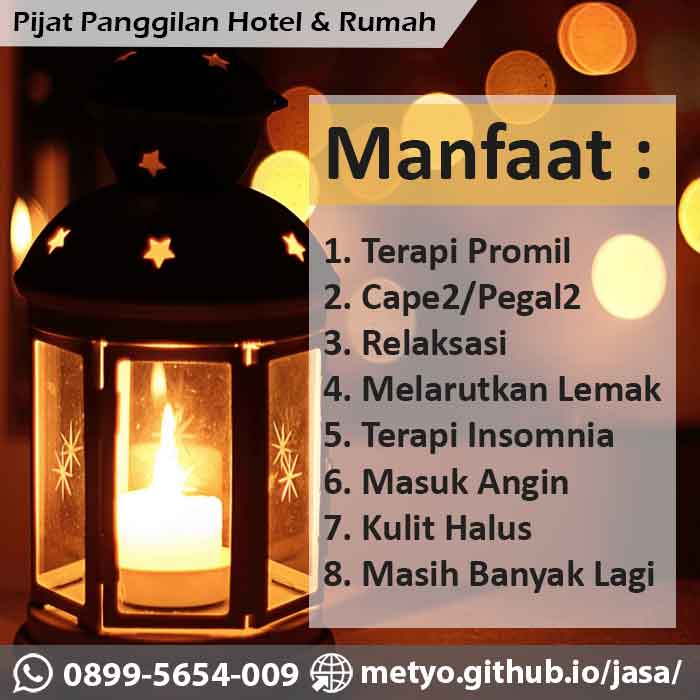 Pijat Panggilan Hotel & Rumah
Manfaat :
1. Terapi Promil
2. Cape2/Pegal2
3. Relaksasi
4. Melarutkan Lemak
5. Terapi Insomnia
6. Masuk Angin
7. Kulit Halus
8. Masih Banyak Lagi
0899-5654-009 metyo.github.io/jasa/